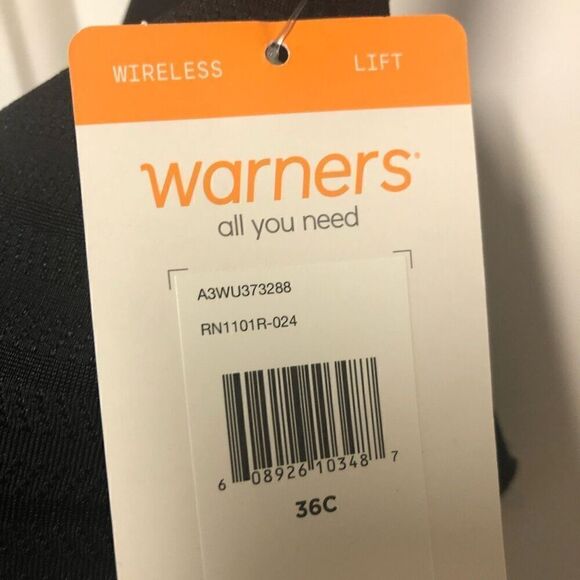 WIRELESS LIFT
warners®
all you need
A3WU373288
RN1101R-024
6 08926 10348 7
36C